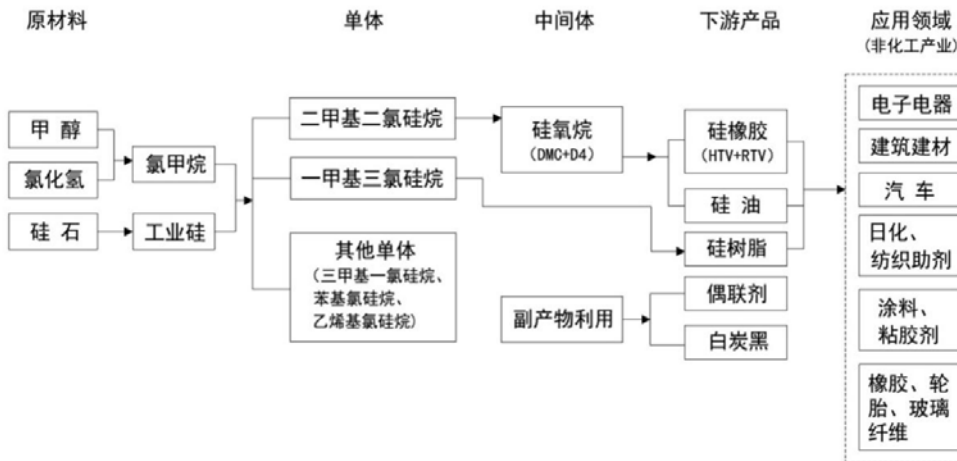 原材料
单体
中间体
下游产品
应用领域
(非化工产业)
甲 醇
氯化氢
硅 石
氯甲烷
工业硅
二甲基二氯硅烷
一甲基三氯硅烷
其他单体
(三甲基一氯硅烷、
苯基氯硅烷、
乙烯基氯硅烷)
硅氧烷
(DMC+D4)
副产物利用
硅橡胶
(HTV+RTV)
硅 油
硅树脂
偶联剂
白炭黑
电子电器
建筑建材
汽 车
日化、
纺织助剂
涂料、
粘胶剂
橡胶、轮
胎、玻璃
纤维